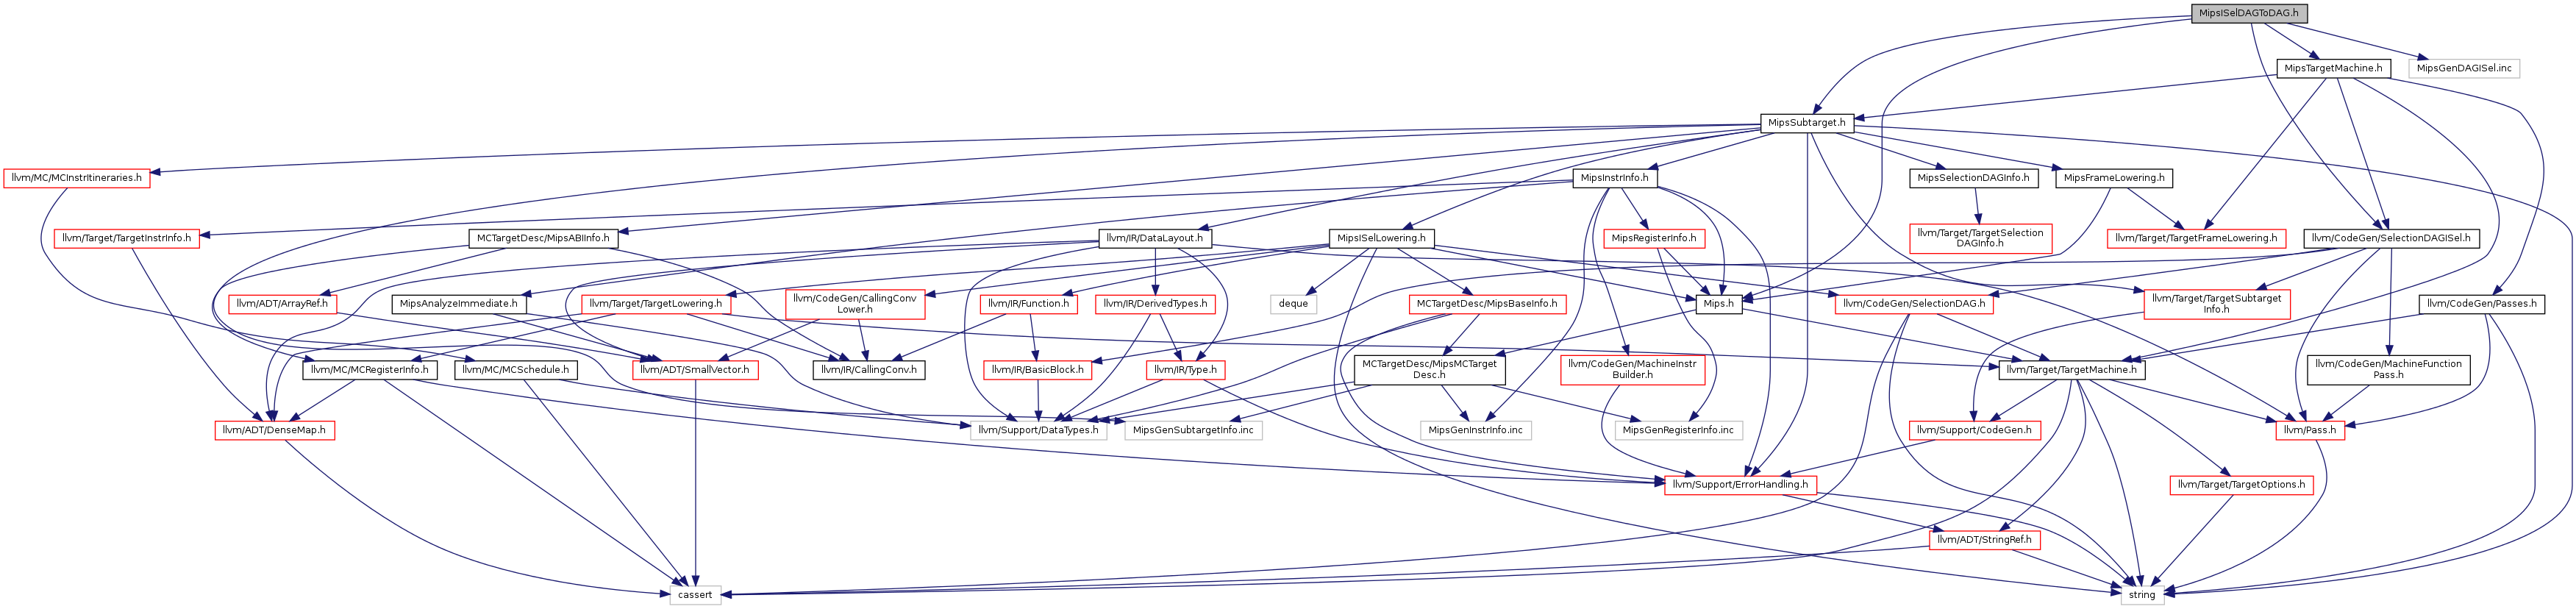 MipsISelDAGToDAG.h
MipsTargetMachine.h
MipsGenDAGISel.inc
MipsSubtarget.h
llvm/MC/MCInstrItineraries.h
MipsInstrInfo.h
MipsSelectionDAGInfo.h
MipsFrameLowering.h
llvm/Target/TargetInstrInfo.h
MCTargetDesc/MipsABIInfo.h
llvm/IR/DataLayout.h
MipsISelLowering.h
MipsRegisterInfo.h
llvm/Target/TargetSelection
DAGInfo.h
llvm/Target/TargetFrameLowering.h
llvm/CodeGen/SelectionDAGISel.h
llvm/ADT/ArrayRef.h
MipsAnalyzeImmediate.h
llvm/Target/TargetLowering.h
llvm/CodeGen/CallingConv
Lower.h
llvm/IR/Function.h
llvm/IR/DerivedTypes.h
deque
MCTargetDesc/MipsBaseInfo.h
Mips.h
llvm/CodeGen/SelectionDAG.h
llvm/Target/TargetSubtarget
Info.h
llvm/CodeGen/Passes.h
llvm/MC/MCRegisterInfo.h
llvm/MC/MCSchedule.h
llvm/ADT/SmallVector.h
llvm/IR/CallingConv.h
llvm/IR/BasicBlock.h
llvm/IR/Type.h
MCTargetDesc/MipsMCTarget
Desc.h
llvm/CodeGen/MachineInstr
Builder.h
llvm/Target/TargetMachine.h
llvm/CodeGen/MachineFunction
Pass.h
llvm/ADT/DenseMap.h
llvm/Support/DataTypes.h
MipsGenSubtargetInfo.inc
MipsGenInstrInfo.inc
MipsGenRegisterInfo.inc
llvm/Support/CodeGen.h
llvm/Pass.h
llvm/Support/ErrorHandling.h
llvm/Target/TargetOptions.h
llvm/ADT/StringRef.h
cassert
string